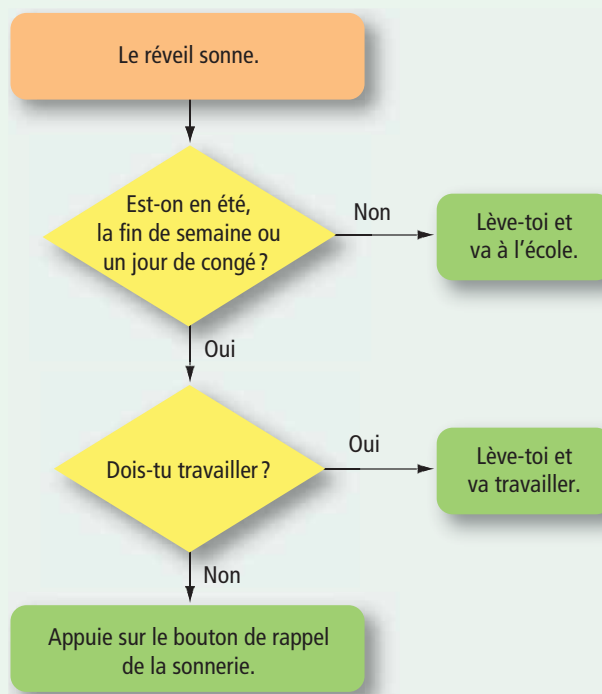 Le réveil sonne.
Est-on en été,
la fin de semaine ou
un jour de congé ?
Non
Lève-toi et
va à l'école.
Oui
Dois-tu travailler ?
Oui
Lève-toi et
va travailler.
Non
Appuie sur le bouton de rappel
de la sonnerie.